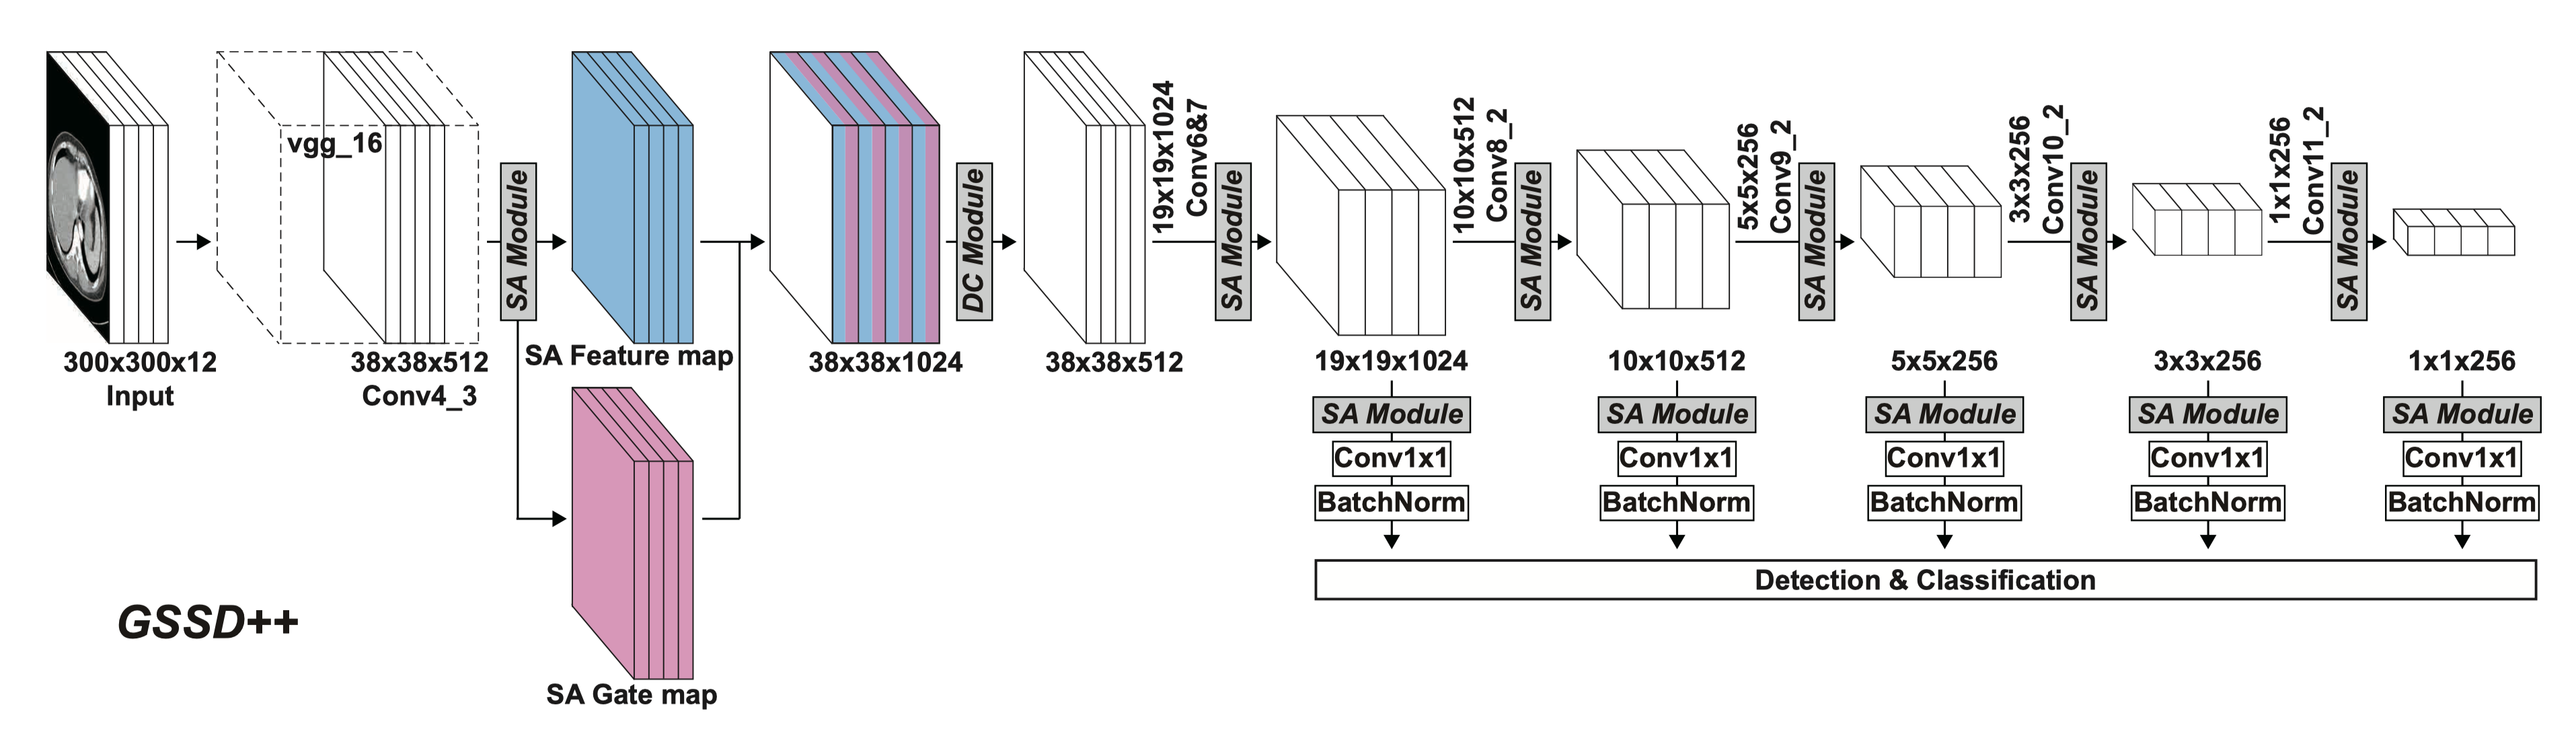 vgg_16
300x300x12
Input
38x38x512
Conv4_3
SA Module
SA Feature map
SA Gate map
38x38x1024
DC Module
38x38x512
19x19x1024
Conv6&7
SA Module
19x19x1024
10x10x512
Conv8_2
SA Module
10x10x512
5x5x256
Conv9_2
SA Module
5x5x256
3x3x256
Conv10_2
SA Module
3x3x256
1x1x256
Conv11_2
SA Module
1x1x256
SA Module
Conv1x1
BatchNorm
SA Module
Conv1x1
BatchNorm
SA Module
Conv1x1
BatchNorm
SA Module
Conv1x1
BatchNorm
SA Module
Conv1x1
BatchNorm
Detection & Classification
GSSD++